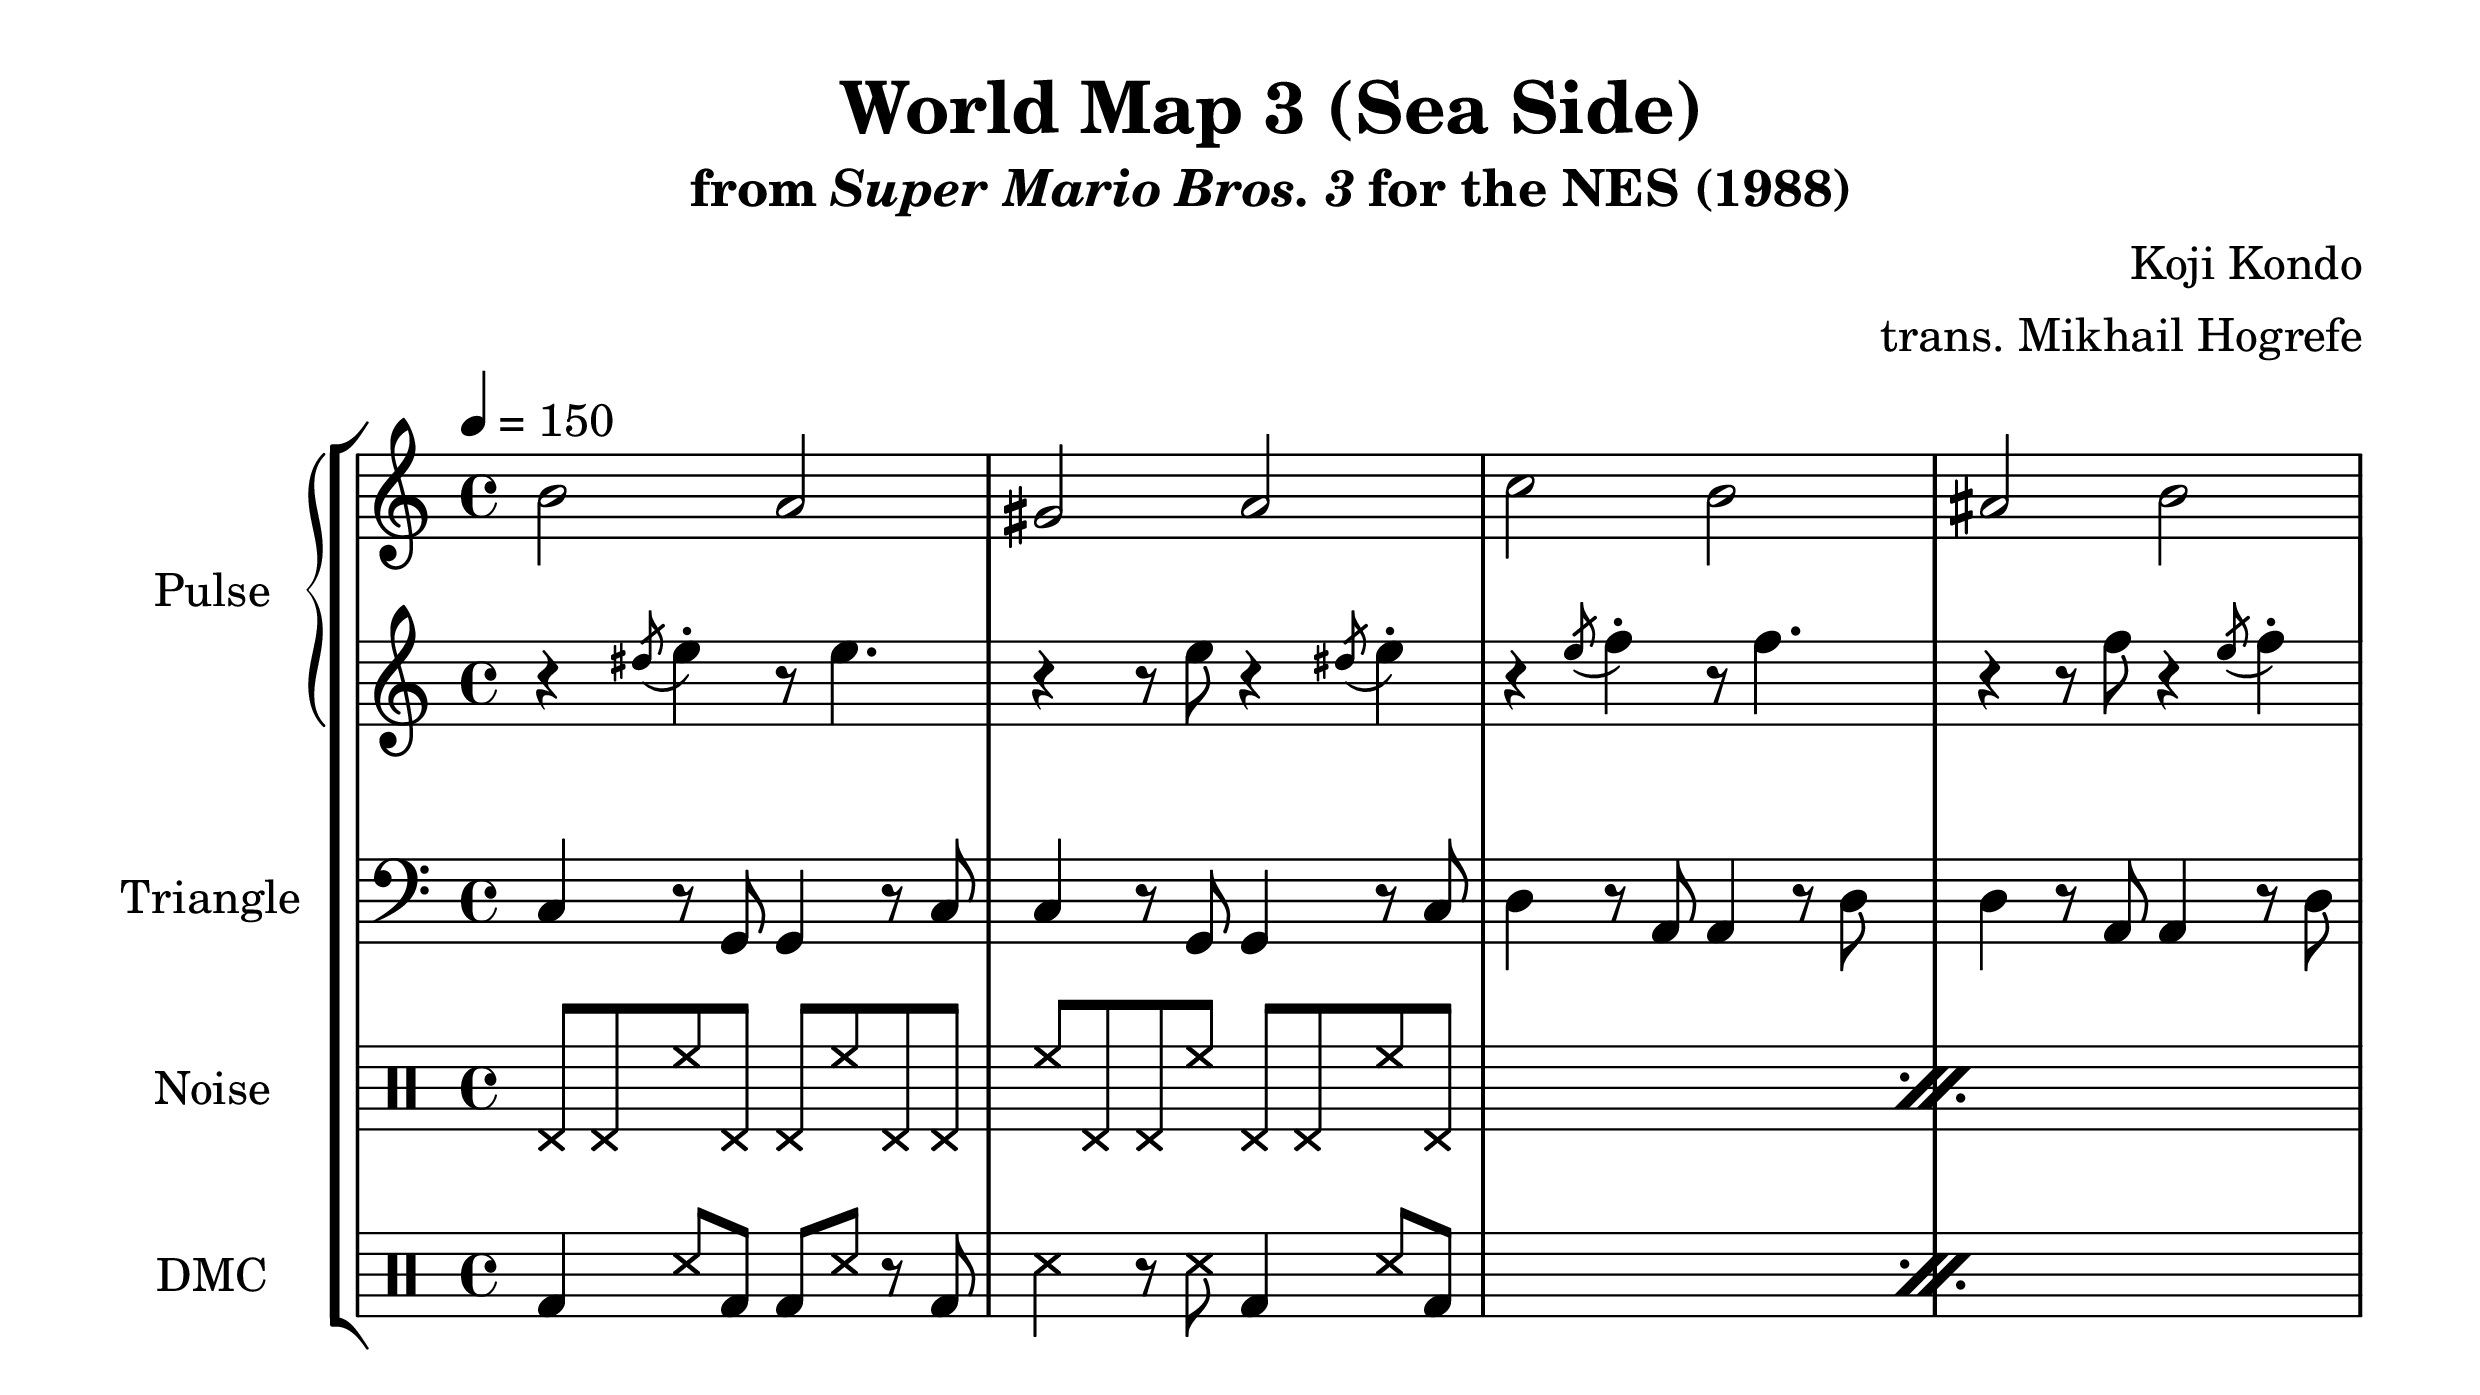 World Map 3 (Sea Side)
from Super Mario Bros. 3 for the NES (1988)
Koji Kondo
trans. Mikhail Hogrefe
= 150
Pulse
Triangle
Noise
DMC